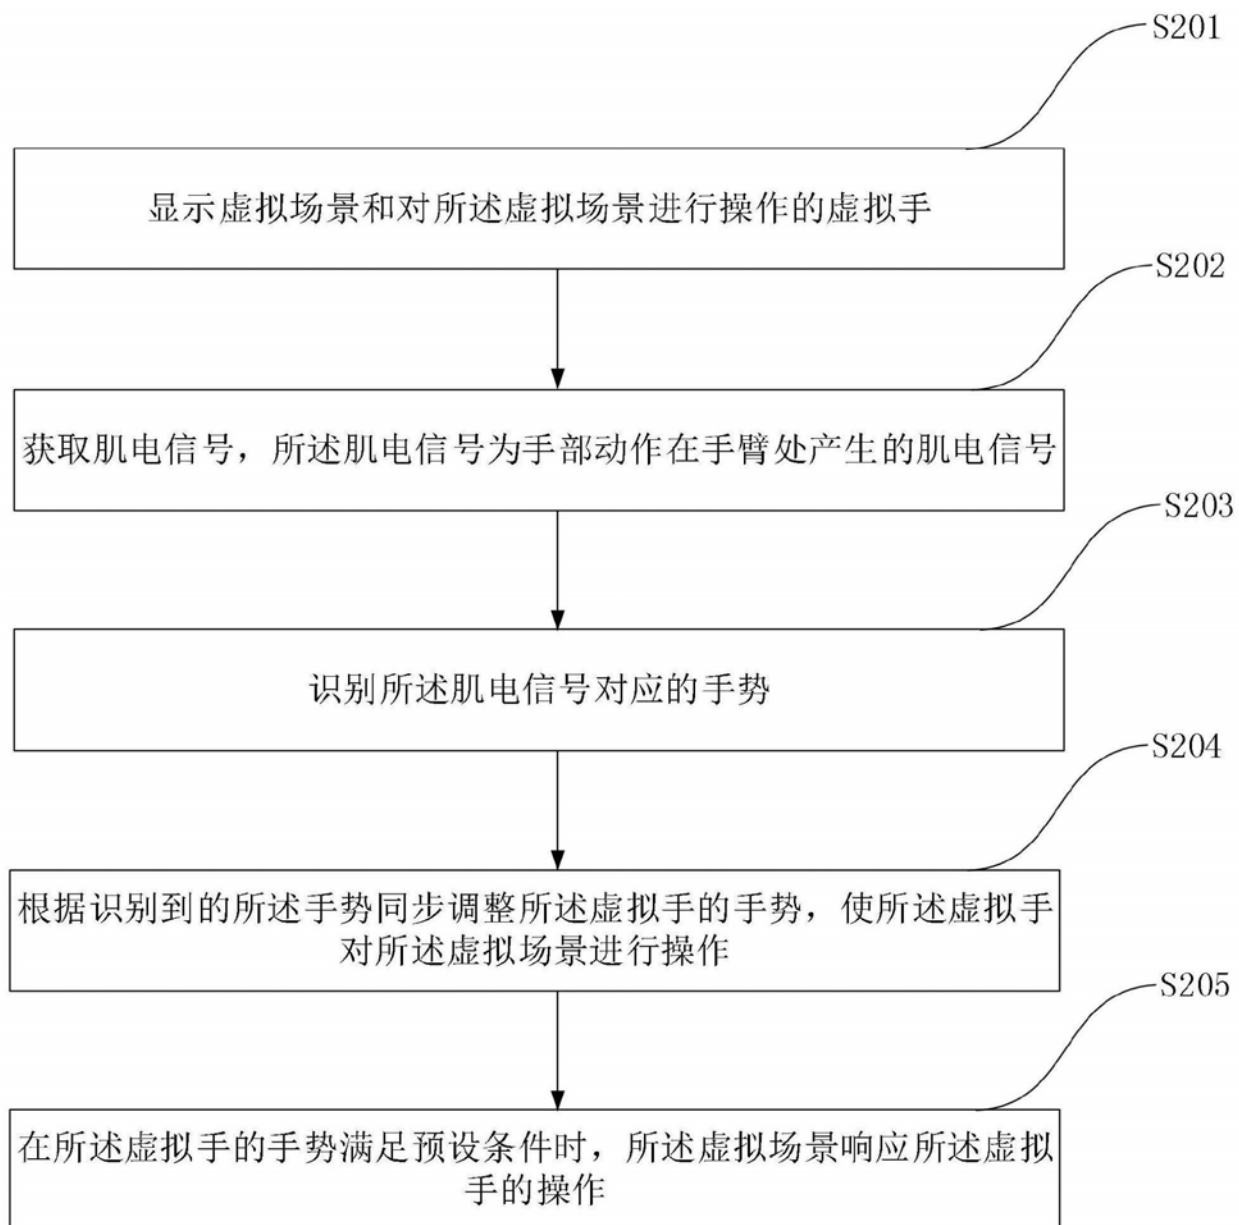 S201
显示虚拟场景和对所述虚拟场景进行操作的虚拟手
S202
获取肌电信号，所述肌电信号为手部动作在手臂处产生的肌电信号
S203
识别所述肌电信号对应的手势
S204
根据识别到的所述手势同步调整所述虚拟手的手势，使所述虚拟手
对所述虚拟场景进行操作
S205
在所述虚拟手的手势满足预设条件时，所述虚拟场景响应所述虚拟
手的操作